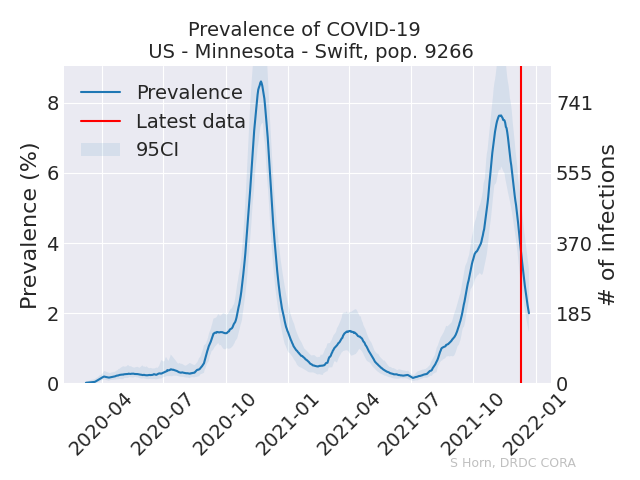 Prevalence of COVID-19
US - Minnesota - Swift, pop. 9266
Prevalence
Latest data
95CI
Prevalence (%)
8
6
4
2
0
741
555
370
185
0
# of infections
2020-04
2020-07
2020-10
2021-01
2021-04
2021-07
2021-10
2022-01
S Horn, DRDC CORA